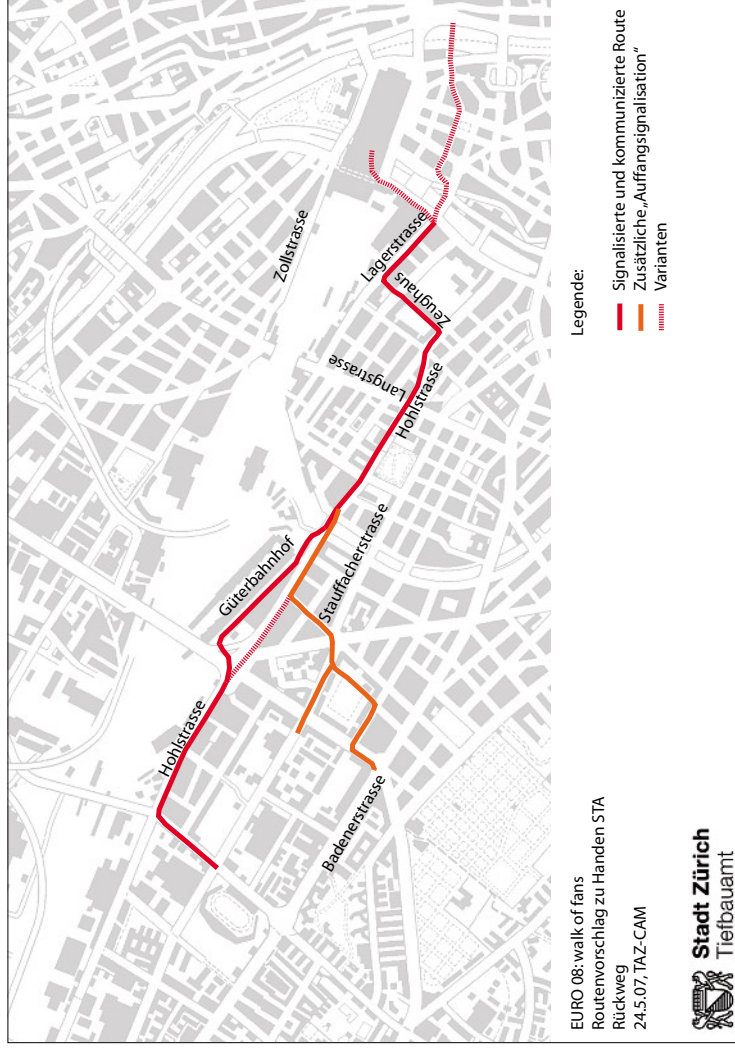 Zollstrasse
Lagerstrasse
Zeughaus
Langstrasse
Hohlstrasse
Güterbahnhof
Stauffacherstrasse
Hohlstrasse
Badenerstrasse
EURO 08: walk of fans
Routenvorschlag zu Handen STA
Rückweg
24.5.07, TAZ-CAM
Legende:
Signalisierte und kommunizierte Route
Zusätzliche „Auffangsignalisation“
Varianten
Stadt Zürich
Tiefbauamt